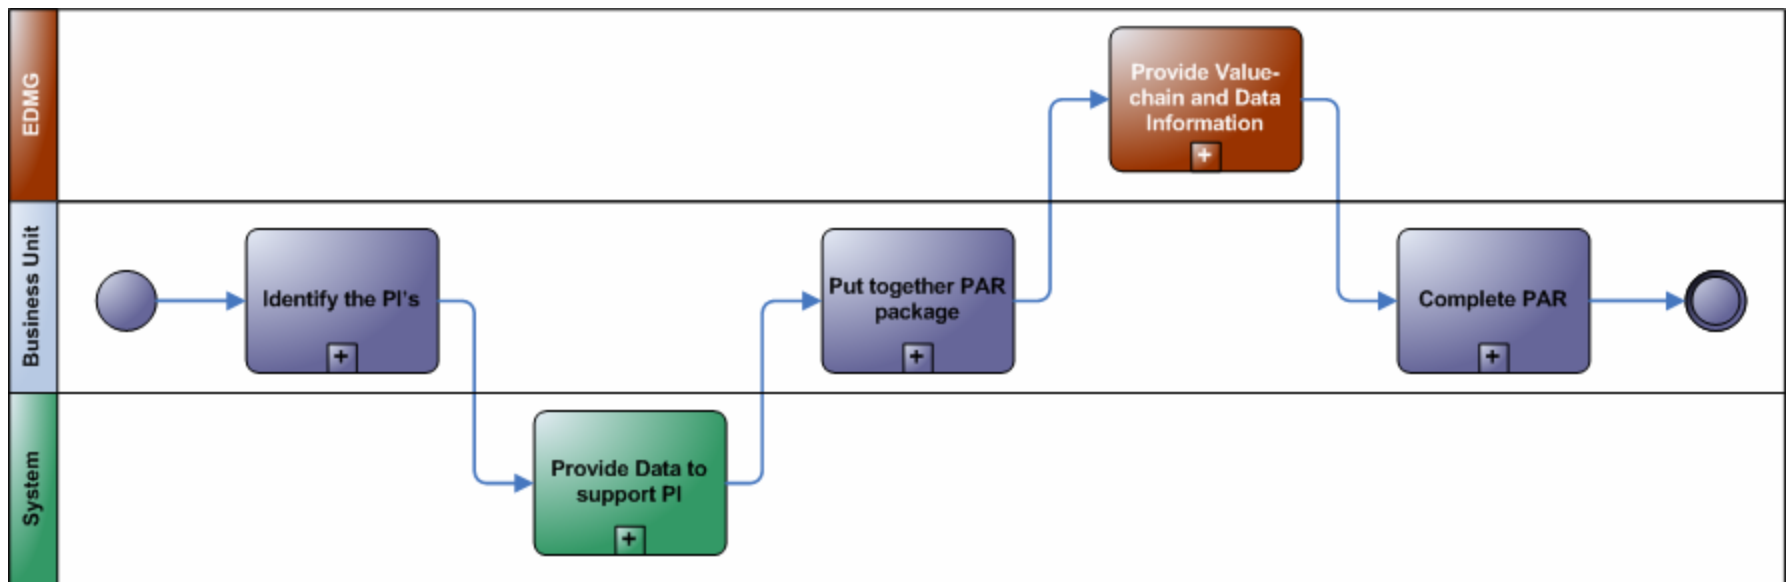 EDMG
Provide Value-
chain and Data
Information
+
Business Unit
Identify the PI's
+
Put together PAR
package
+
Complete PAR
+
System
Provide Data to
support PI
+